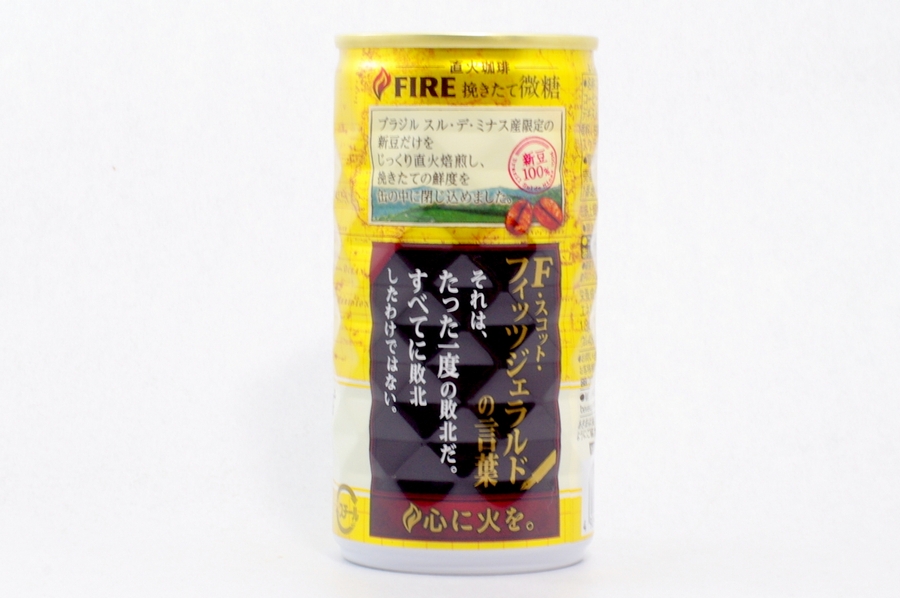 直火珈琲
FIRE 挽きたて微糖
ブラジル スル・デ・ミナス産限定の
新豆だけを
じっくり直火焙煎し、
挽きたての鮮度を
缶の中に閉じ込めました。
新豆
100%
F・スコット・
フィッツジェラルド
の言葉
それは、
たった一度の敗北だ。
すべてに敗北
したわけではない。
心に火を。
スチール